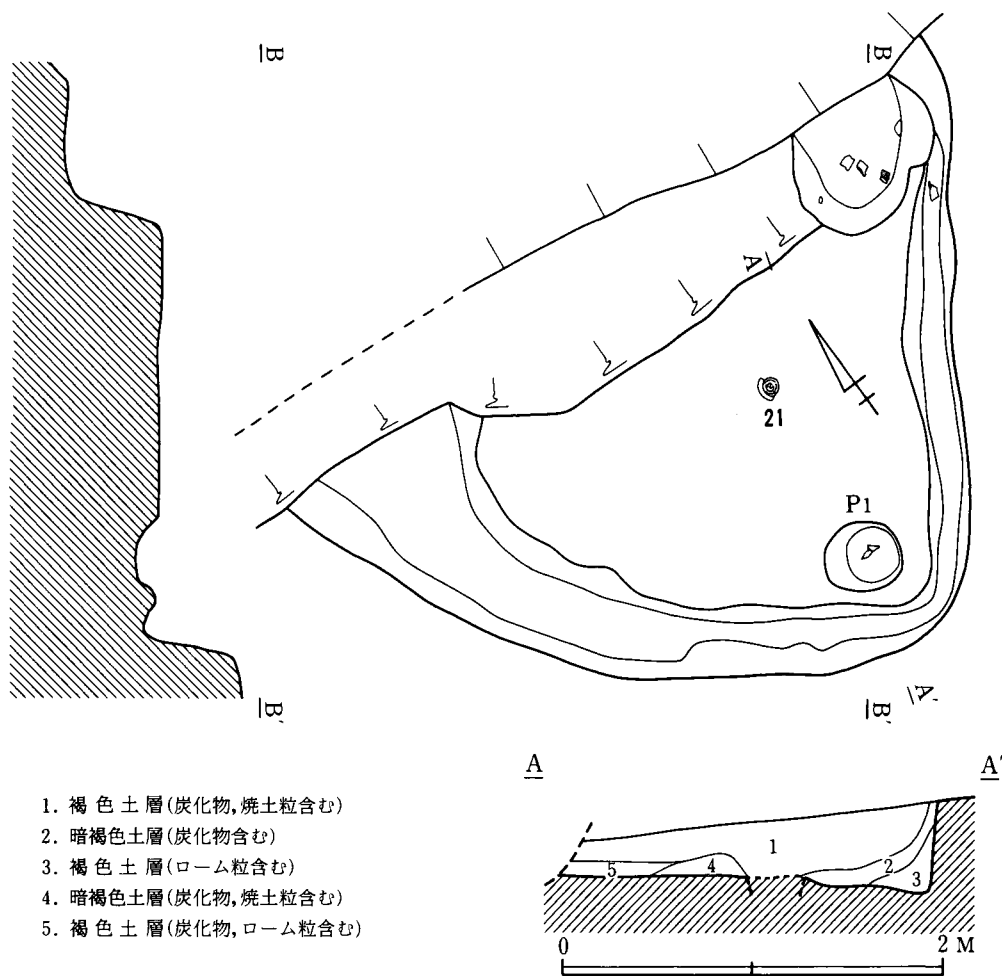 B
B
A
21
P1
A'
B'
B'
A
A'
1. 褐色土層(炭化物,焼土粒含む)
2. 暗褐色土層(炭化物含む)
3. 褐色土層(ローム粒含む)
4. 暗褐色土層(炭化物,焼土粒含む)
5. 褐色土層(炭化物,ローム粒含む)
1
2
3
4
5
0
2 M